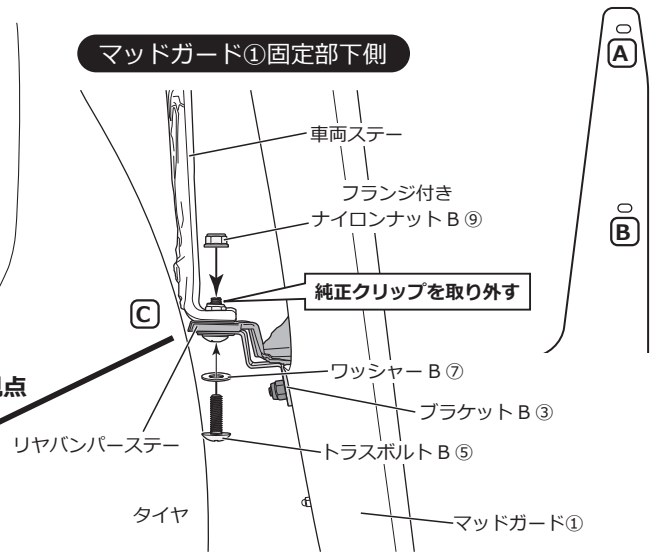 マッドガード①固定部下側
A
車両ステー
フランジ付き
ナイロンナット B ⑨
B
純正クリップを取り外す
C
ワッシャー B ⑦
点
ブラケット B ③
リヤバンパーステー
トラスボルト B ⑤
タイヤ
マッドガード①